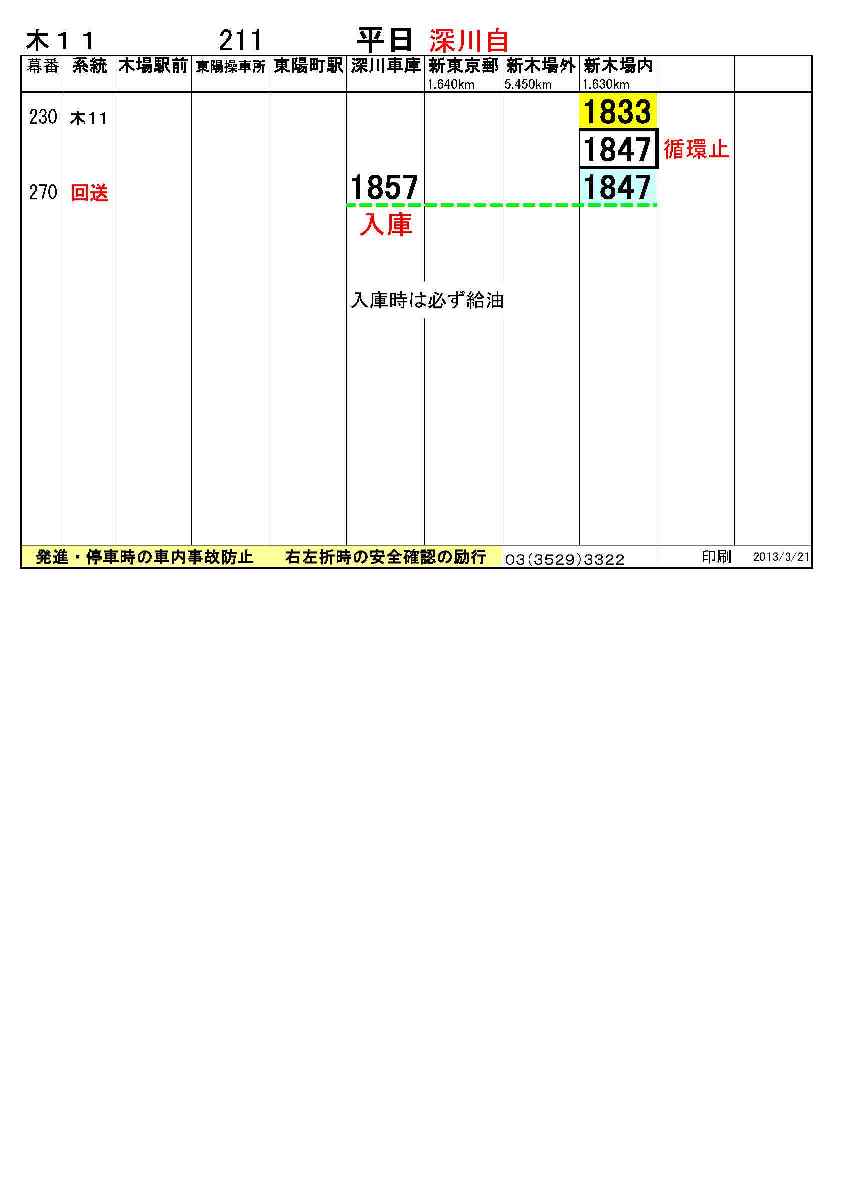 木１１ 211 平日 深川自
幕番 系統 木場駅前 東陽操車所 東陽町駅 深川車庫 新東京郵 新木場外 新木場内
1.640km 5.450km 1.630km
230 木11 1833
1847 循環止
270 回送 1857 1847
入庫
入庫時は必ず給油
発進・停車時の車内事故防止 右左折時の安全確認の励行 03(3529)3322 印刷 2013/3/21